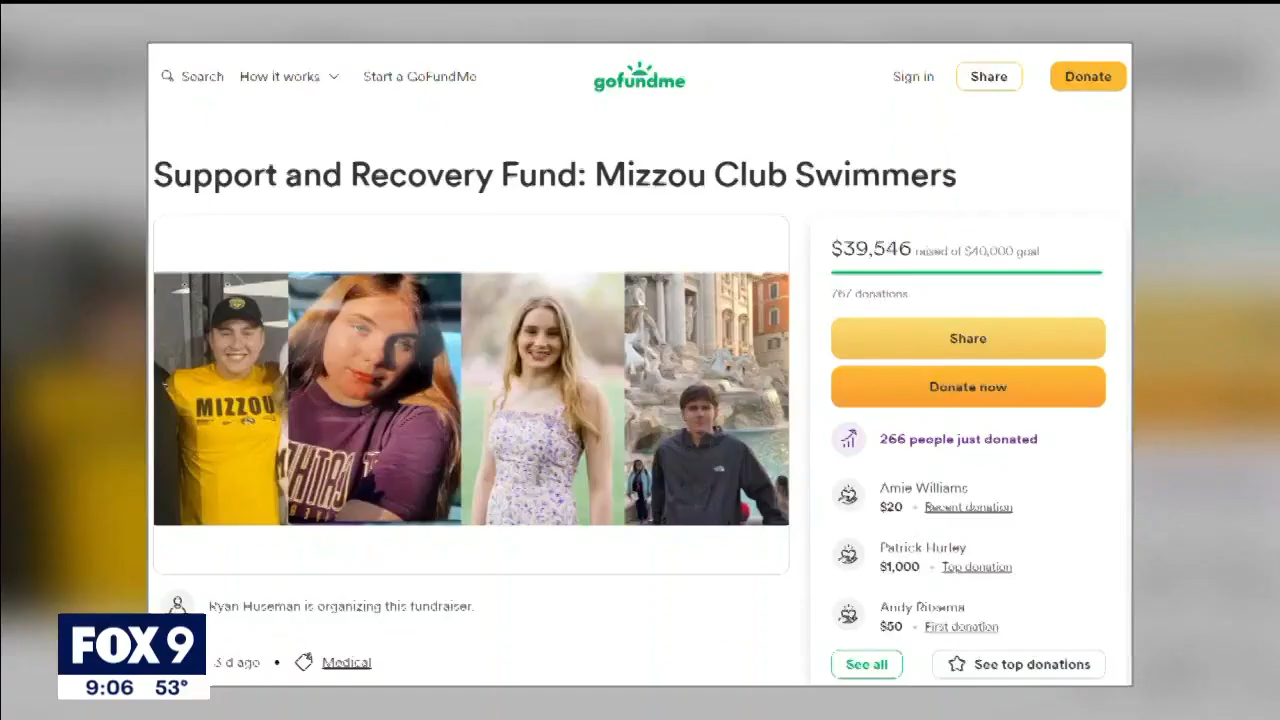 Search How it works Start a GoFundMe
gofundme
Sign in Share Donate
Support and Recovery Fund: Mizzou Club Swimmers
$39,546 raised of $40,000 goal
767 donations
Share
Donate now
266 people just donated
Amie Williams
$20 • Recent donation
Patrick Hurley
$1,000 • Top donation
Andy
$50 • First donation
See all See top donations
MIZZOU
Ryan Huseman is organizing this fundraiser.
3 d ago • Medical
FOX 9
9:06 53°